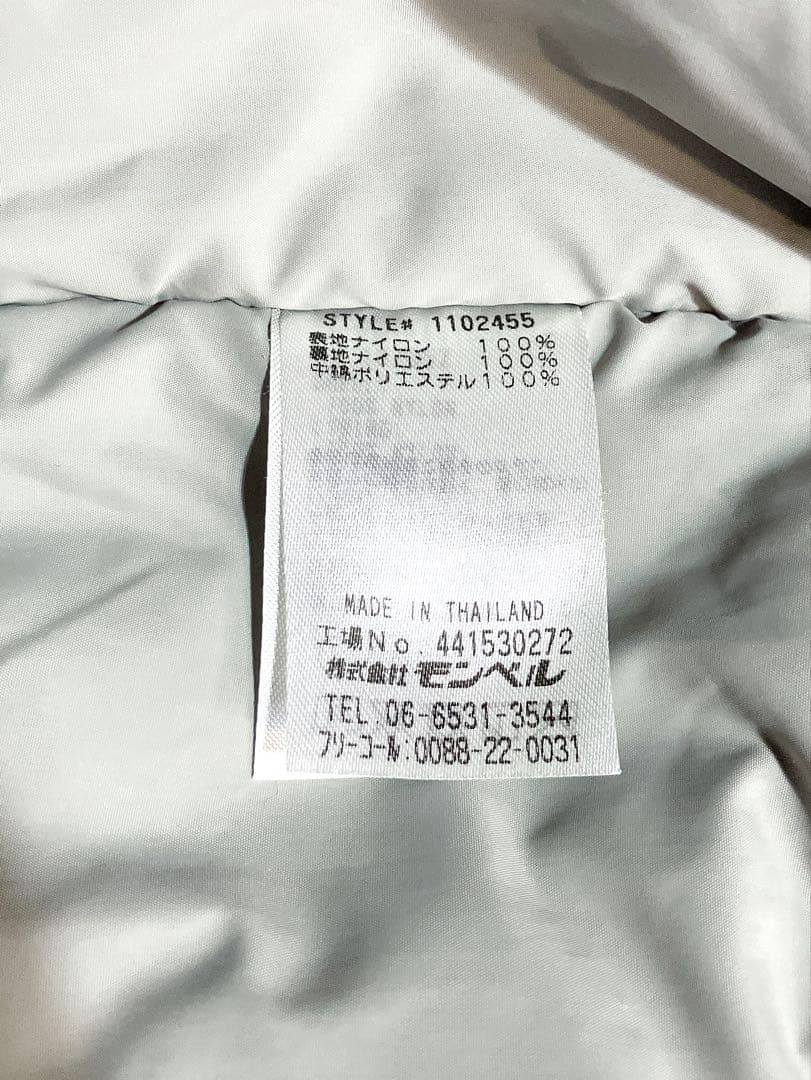 STYLE# 1102455
表地ナイロン 100%
裏地ナイロン 100%
中綿ポリエステル100%
MADE IN THAILAND
工場No. 441530272
株式会社モンベル
TEL.06-6531-3544
フリーコール:0088-22-0031